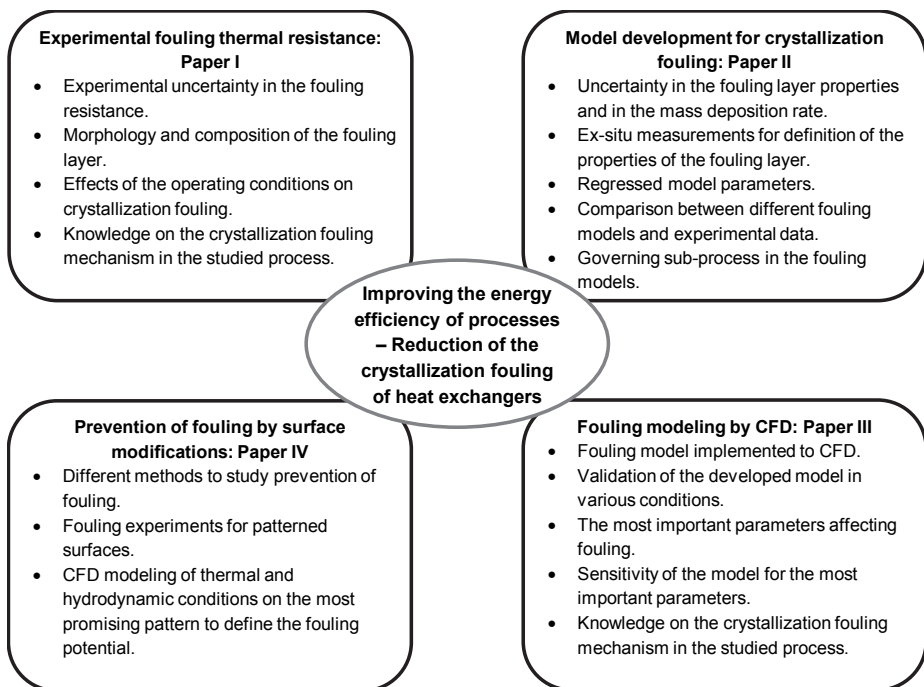 Experimental fouling thermal resistance:
Paper I
• Experimental uncertainty in the fouling
resistance.
• Morphology and composition of the fouling
layer.
• Effects of the operating conditions on
crystallization fouling.
• Knowledge on the crystallization fouling
mechanism in the studied process.
Model development for crystallization
fouling: Paper II
• Uncertainty in the fouling layer properties
and in the mass deposition rate.
• Ex-situ measurements for definition of the
properties of the fouling layer.
• Regressed model parameters.
• Comparison between different fouling
models and experimental data.
• Governing sub-process in the fouling
models.
Improving the energy
efficiency of processes
– Reduction of the
crystallization fouling
of heat exchangers
Prevention of fouling by surface
modifications: Paper IV
• Different methods to study prevention of
fouling.
• Fouling experiments for patterned
surfaces.
• CFD modeling of thermal and
hydrodynamic conditions on the most
promising pattern to define the fouling
potential.
Fouling modeling by CFD: Paper III
• Fouling model implemented to CFD.
• Validation of the developed model in
various conditions.
• The most important parameters affecting
fouling.
• Sensitivity of the model for the most
important parameters.
• Knowledge on the crystallization fouling
mechanism in the studied process.